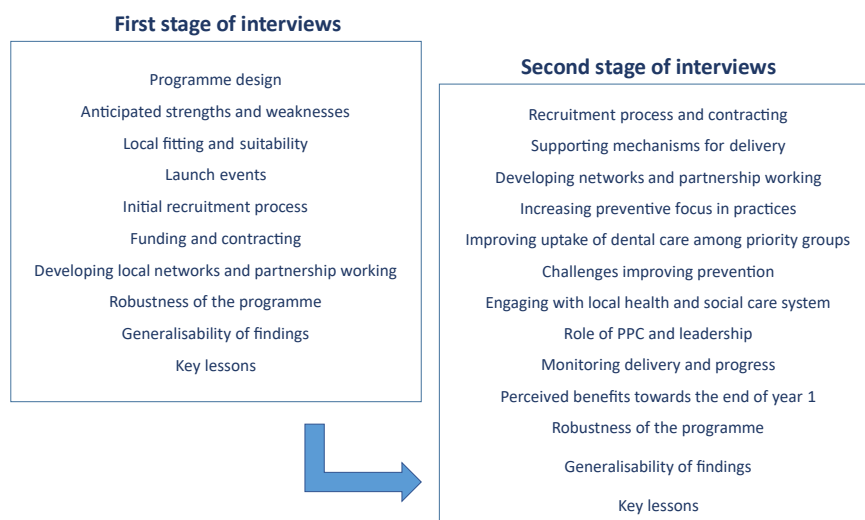 First stage of interviews
Programme design
Anticipated strengths and weaknesses
Local fitting and suitability
Launch events
Initial recruitment process
Funding and contracting
Developing local networks and partnership working
Robustness of the programme
Generalisability of findings
Key lessons
Second stage of interviews
Recruitment process and contracting
Supporting mechanisms for delivery
Developing networks and partnership working
Increasing preventive focus in practices
Improving uptake of dental care among priority groups
Challenges improving prevention
Engaging with local health and social care system
Role of PPC and leadership
Monitoring delivery and progress
Perceived benefits towards the end of year 1
Robustness of the programme
Generalisability of findings
Key lessons